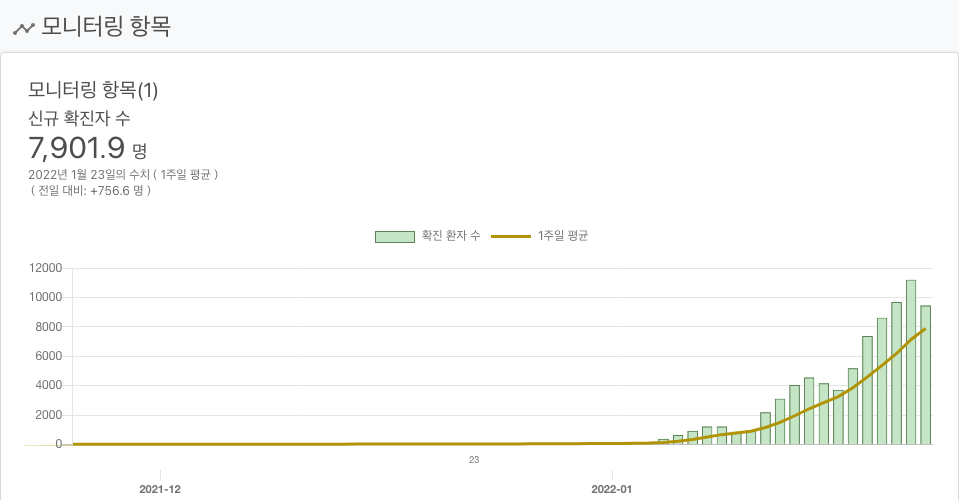 모니터링 항목
모니터링 항목(1)
신규 확진자 수
7,901.9 명
2022년 1월 23일의 수치 ( 1주일 평균 )
( 전일 대비: +756.6 명 )
확진 환자 수 1주일 평균
12000
10000
8000
6000
4000
2000
0
23
2021-12 2022-01